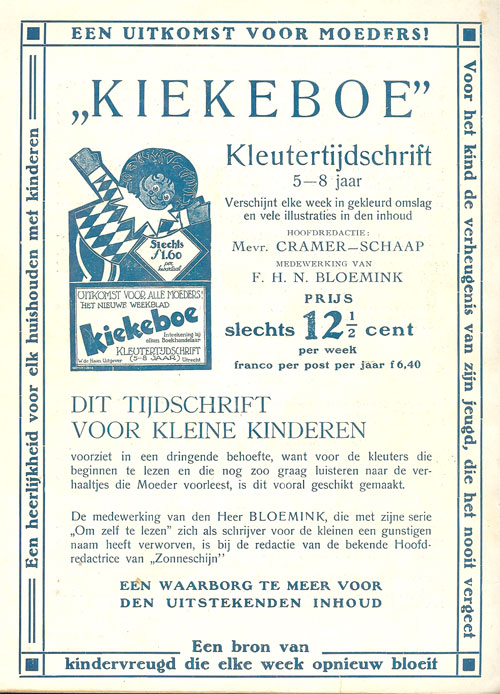 EEN UITKOMST VOOR MOEDERS!
„KIEKEBOE”
Kleutertijdschrift
5—8 jaar
Verschijnt elke week in gekleurd omslag
en vele illustraties in den inhoud
HOOFDREDACTIE:
Mevr. CRAMER—SCHAAP
MEDEWERKING VAN
F. H. N. BLOEMINK
PRIJS
slechts 12½ cent
per week
franco per post per jaar f 6,40
Slechts
f1.60
per
kwartaal
UITKOMST VOOR ALLE MOEDERS!
HET NIEUWE WEEKBLAD
kiekeboe
Inteekening bij
elken Boekhandelaar
KLEUTERTIJDSCHRIFT
(5-8 JAAR)
W. de Haan Uitgever
Utrecht
DIT TIJDSCHRIFT
VOOR KLEINE KINDEREN
voorziet in een dringende behoefte, want voor de kleuters die
beginnen te lezen en die nog zoo graag luisteren naar de ver-
haaltjes die Moeder voorleest, is dit vooral geschikt gemaakt.
De medewerking van den Heer BLOEMINK, die met zijne serie
„Om zelf te lezen” zich als schrijver voor de kleinen een gunstigen
naam heeft verworven, is bij de redactie van de bekende Hoofd-
redactrice van „Zonneschijn”
EEN WAARBORG TE MEER VOOR
DEN UITSTEKENDEN INHOUD
Een heerlijkheid voor elk huishouden met kinderen
Voor het kind de verheugenis van zijn jeugd, die het nooit vergeet
Een bron van
kindervreugd die elke week opnieuw bloeit